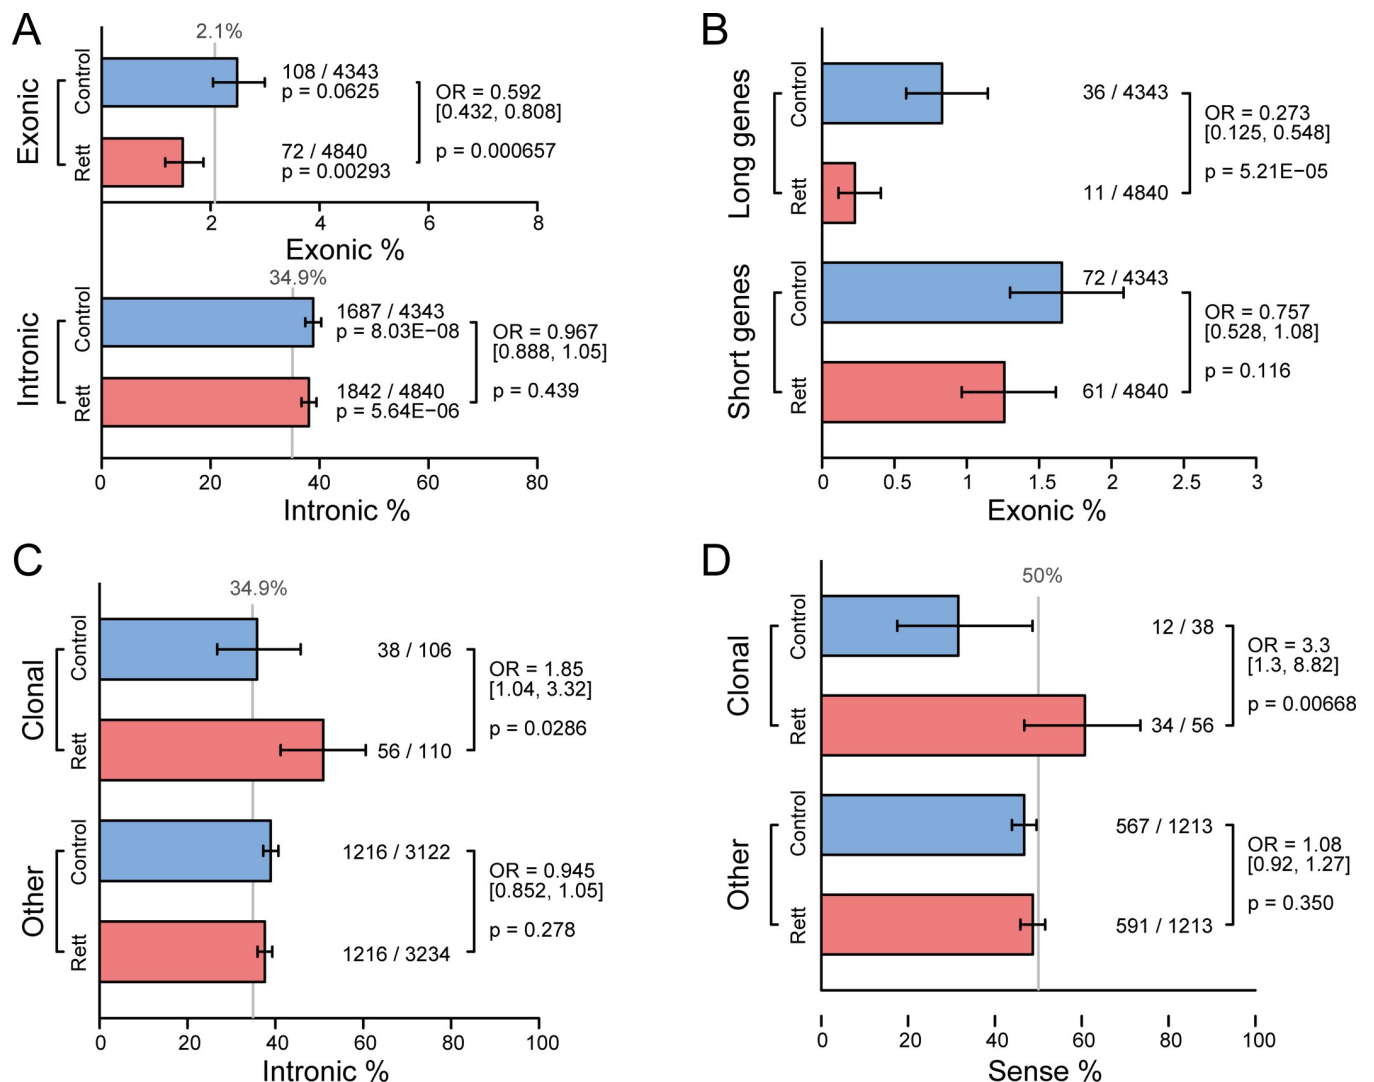 A
2.1%
Exonic
Control
108 / 4343
p = 0.0625
Rett
72 / 4840
p = 0.00293
OR = 0.592
[0.432, 0.808]
p = 0.000657
2
4
6
8
Exonic %
34.9%
Intronic
Control
1687 / 4343
p = 8.03E−08
Rett
1842 / 4840
p = 5.64E−06
OR = 0.967
[0.888, 1.05]
p = 0.439
0
20
40
60
80
Intronic %
B
Long genes
Control
36 / 4343
Rett
11 / 4840
OR = 0.273
[0.125, 0.548]
p = 5.21E−05
Short genes
Control
72 / 4343
Rett
61 / 4840
OR = 0.757
[0.528, 1.08]
p = 0.116
0
0.5
1
1.5
2
2.5
3
Exonic %
C
34.9%
Clonal
Control
38 / 106
Rett
56 / 110
OR = 1.85
[1.04, 3.32]
p = 0.0286
Other
Control
1216 / 3122
Rett
1216 / 3234
OR = 0.945
[0.852, 1.05]
p = 0.278
0
20
40
60
80
100
Intronic %
D
50%
Clonal
Control
12 / 38
Rett
34 / 56
OR = 3.3
[1.3, 8.82]
p = 0.00668
Other
Control
567 / 1213
Rett
591 / 1213
OR = 1.08
[0.92, 1.27]
p = 0.350
0
20
40
60
80
100
Sense %